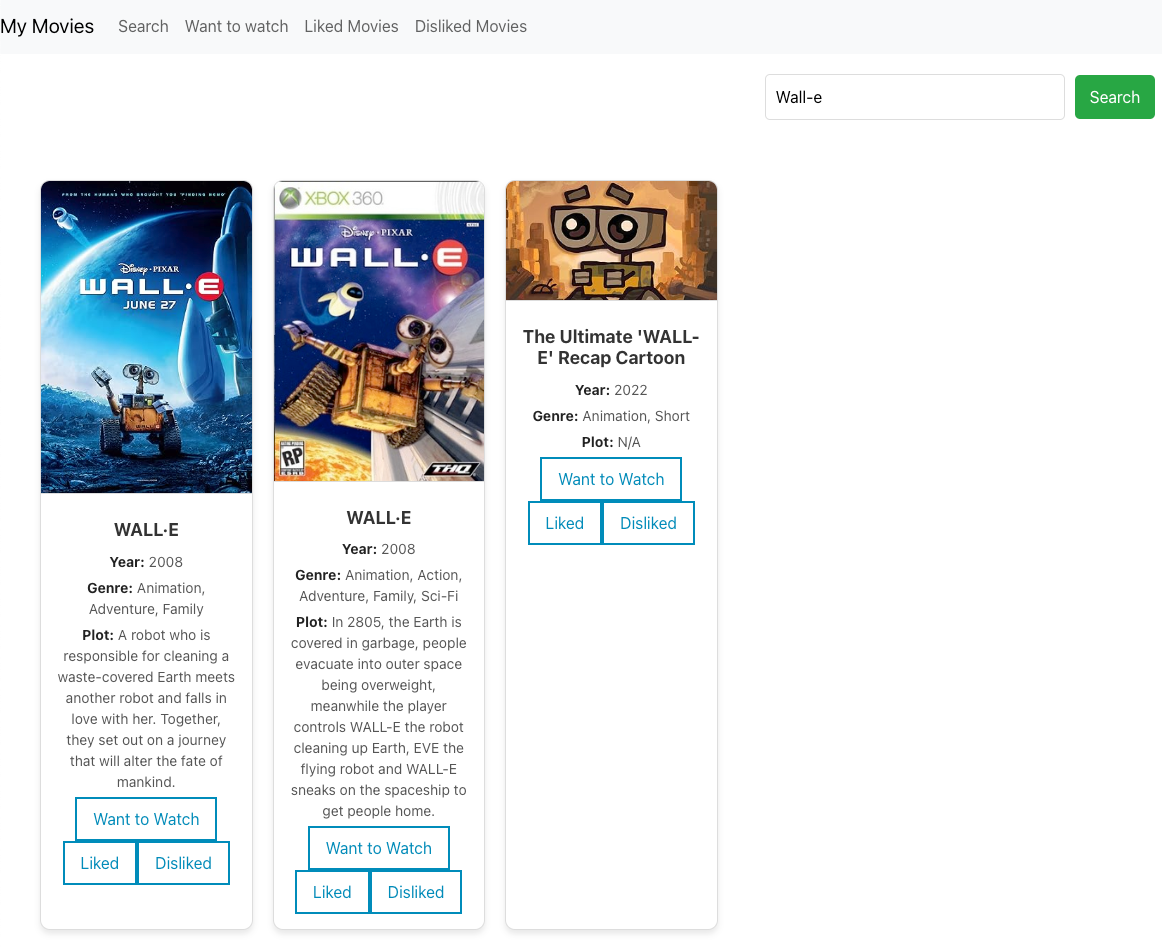 My Movies Search Want to watch Liked Movies Disliked Movies
Wall-e Search
FROM THE HUMANS WHO BROUGHT YOU "FINDING NEMO"
Disney · PIXAR
WALL·E
JUNE 27
WALL·E
Year: 2008
Genre: Animation,
Adventure, Family
Plot: A robot who is
responsible for cleaning a
waste-covered Earth meets
another robot and falls in
love with her. Together,
they set out on a journey
that will alter the fate of
mankind.
Want to Watch
Liked Disliked
XBOX 360
Disney · PIXAR
WALL·E
RP
THQ
WALL·E
Year: 2008
Genre: Animation, Action,
Adventure, Family, Sci-Fi
Plot: In 2805, the Earth is
covered in garbage, people
evacuate into outer space
being overweight,
meanwhile the player
controls WALL-E the robot
cleaning up Earth, EVE the
flying robot and WALL-E
sneaks on the spaceship to
get people home.
Want to Watch
Liked Disliked
The Ultimate 'WALL-
E' Recap Cartoon
Year: 2022
Genre: Animation, Short
Plot: N/A
Want to Watch
Liked Disliked